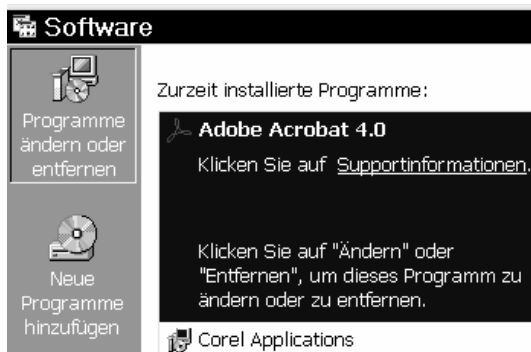 Software
Programme
ändern oder
entfernen
Neue
Programme
hinzufügen
Zurzeit installierte Programme:
Adobe Acrobat 4.0
Klicken Sie auf Supportinformationen.
Klicken Sie auf "Ändern" oder
"Entfernen", um dieses Programm zu
ändern oder zu entfernen.
Corel Applications